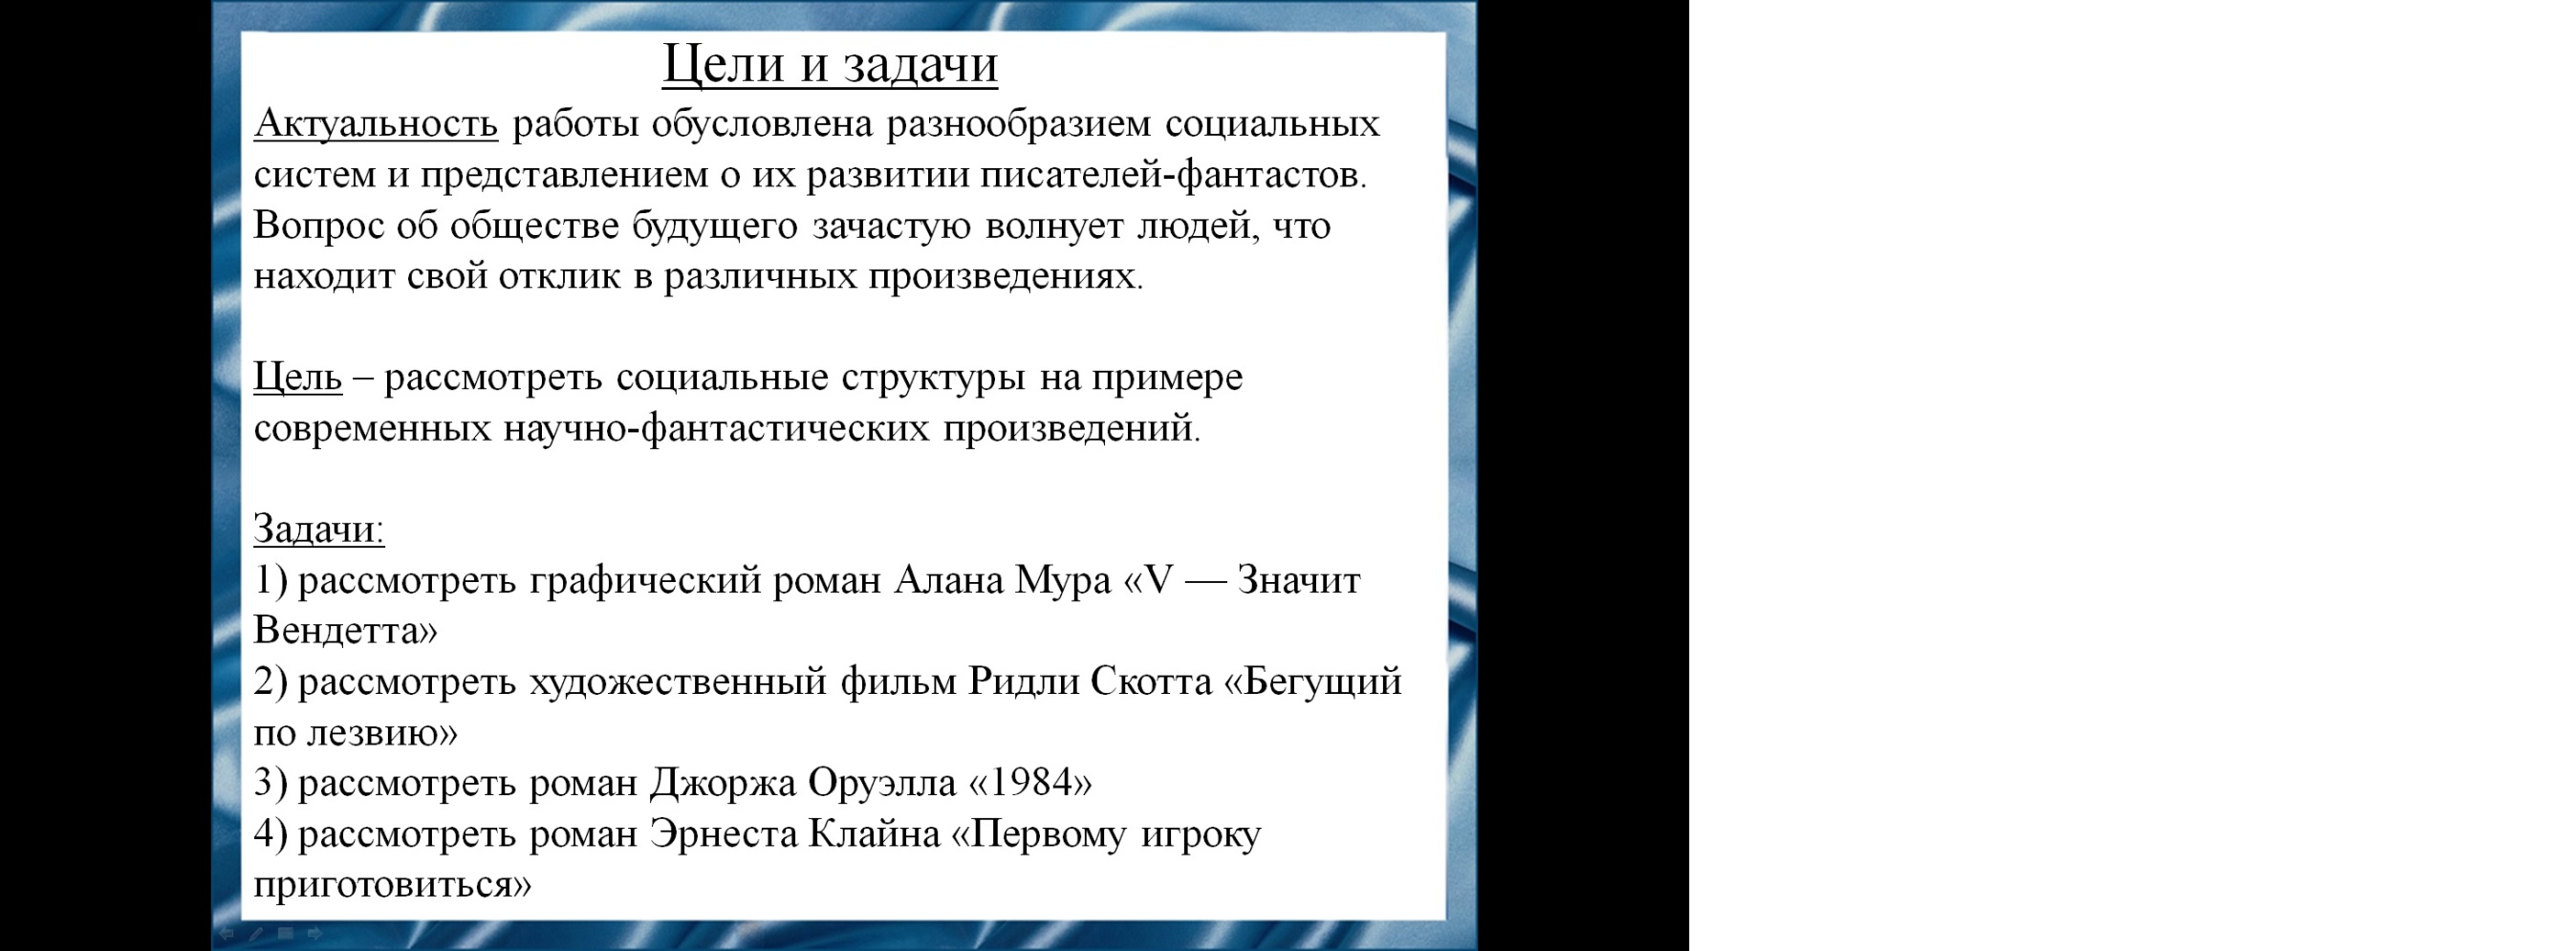 Цели и задачи
Актуальность работы обусловлена разнообразием социальных
систем и представлением о их развитии писателей-фантастов.
Вопрос об обществе будущего зачастую волнует людей, что
находит свой отклик в различных произведениях.
Цель – рассмотреть социальные структуры на примере
современных научно-фантастических произведений.
Задачи:
1) рассмотреть графический роман Алана Мура «V — Значит
Вендетта»
2) рассмотреть художественный фильм Ридли Скотта «Бегущий
по лезвию»
3) рассмотреть роман Джоржа Оруэлла «1984»
4) рассмотреть роман Эрнеста Клайна «Первому игроку
приготовиться»